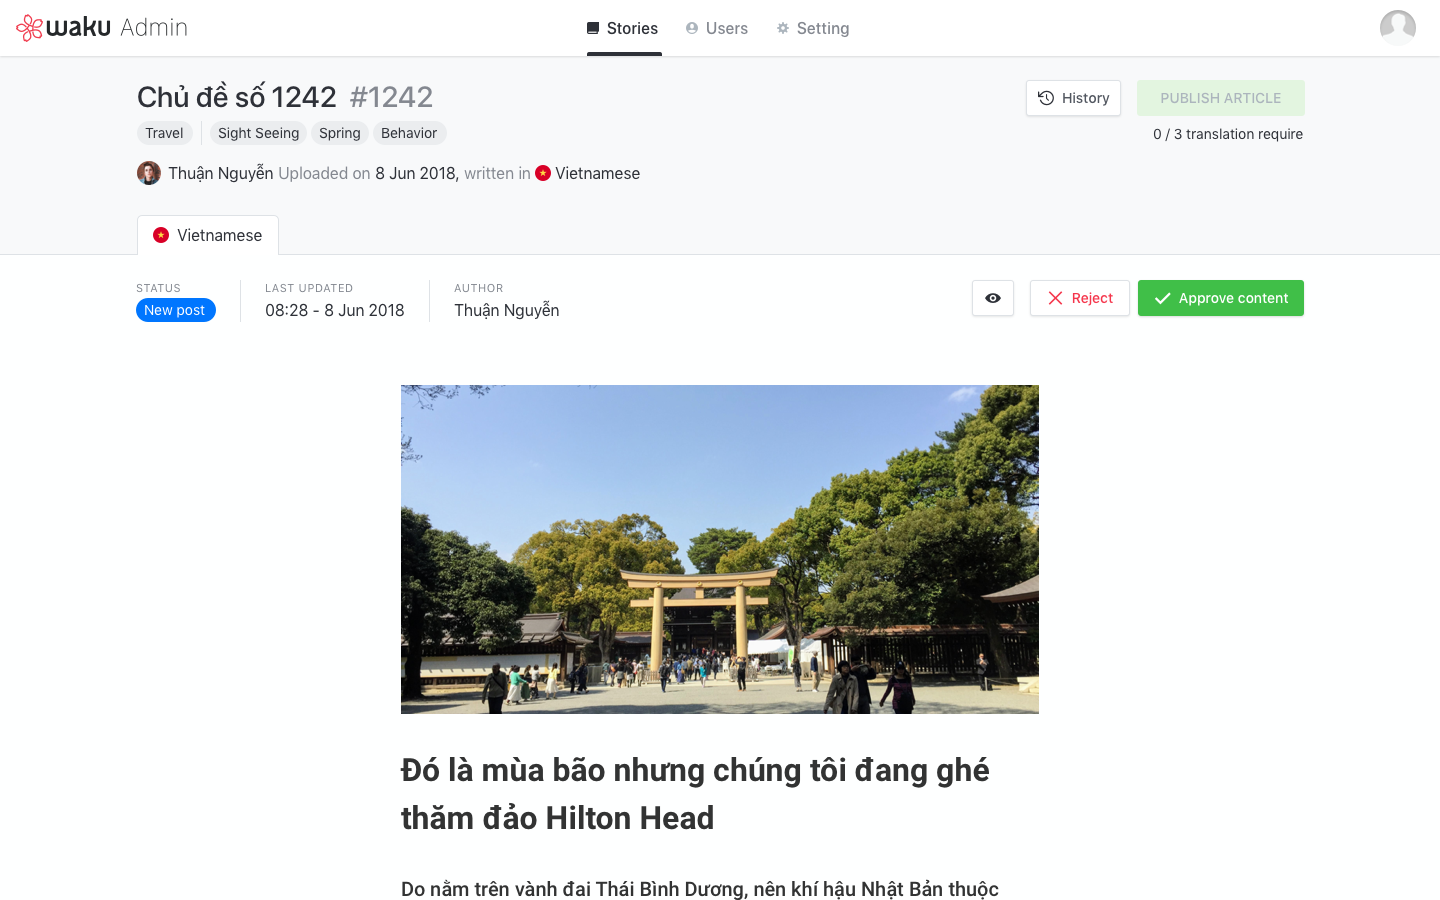 waku Admin
Stories
Users
Setting
Chủ đề số 1242 #1242
History
PUBLISH ARTICLE
Travel
Sight Seeing
Spring
Behavior
0 / 3 translation require
Thuận Nguyễn Uploaded on 8 Jun 2018, written in Vietnamese
Vietnamese
STATUS
LAST UPDATED
AUTHOR
New post
08:28 - 8 Jun 2018
Thuận Nguyễn
Reject
Approve content
Đó là mùa bão nhưng chúng tôi đang ghé
thăm đảo Hilton Head
Do nằm trên vành đai Thái Bình Dương, nên khí hậu Nhật Bản thuộc